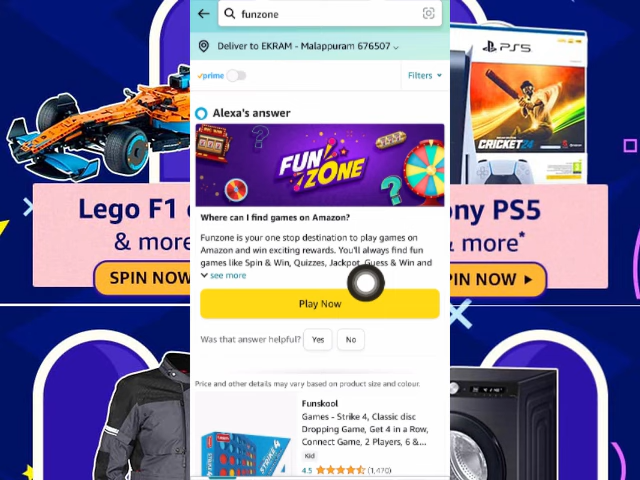 funzone
Deliver to EKRAM - Malappuram 676507
prime
Filters
Alexa's answer
FUN
ZONE
Where can I find games on Amazon?
Funzone is your one stop destination to play games on
Amazon and win exciting rewards. You'll always find fun
games like Spin & Win, Quizzes, Jackpot, Guess & Win and
see more
Play Now
Was that answer helpful?
Yes
No
Price and other details may vary based on product size and colour.
Funskool
Games - Strike 4, Classic disc
Dropping Game, Get 4 in a Row,
Connect Game, 2 Players, 6 &...
Kid
4.5
(1,470)
STRIKE 4
Lego F1
& more
SPIN NOW
PS5
CRICKET 24
ony PS5
more*
PIN NOW